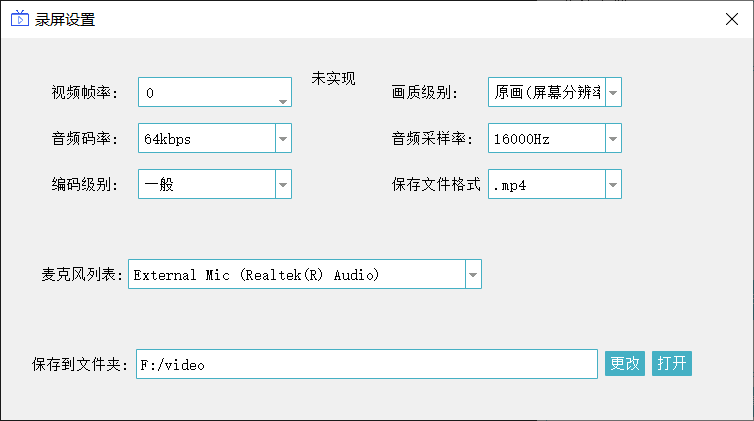 录屏设置
视频帧率： 0 未实现 画质级别： 原画(屏幕分辨率
音频码率： 64kbps 音频采样率： 16000Hz
编码级别： 一般 保存文件格式 .mp4
麦克风列表： External Mic (Realtek(R) Audio)
保存到文件夹： F:/video 更改 打开